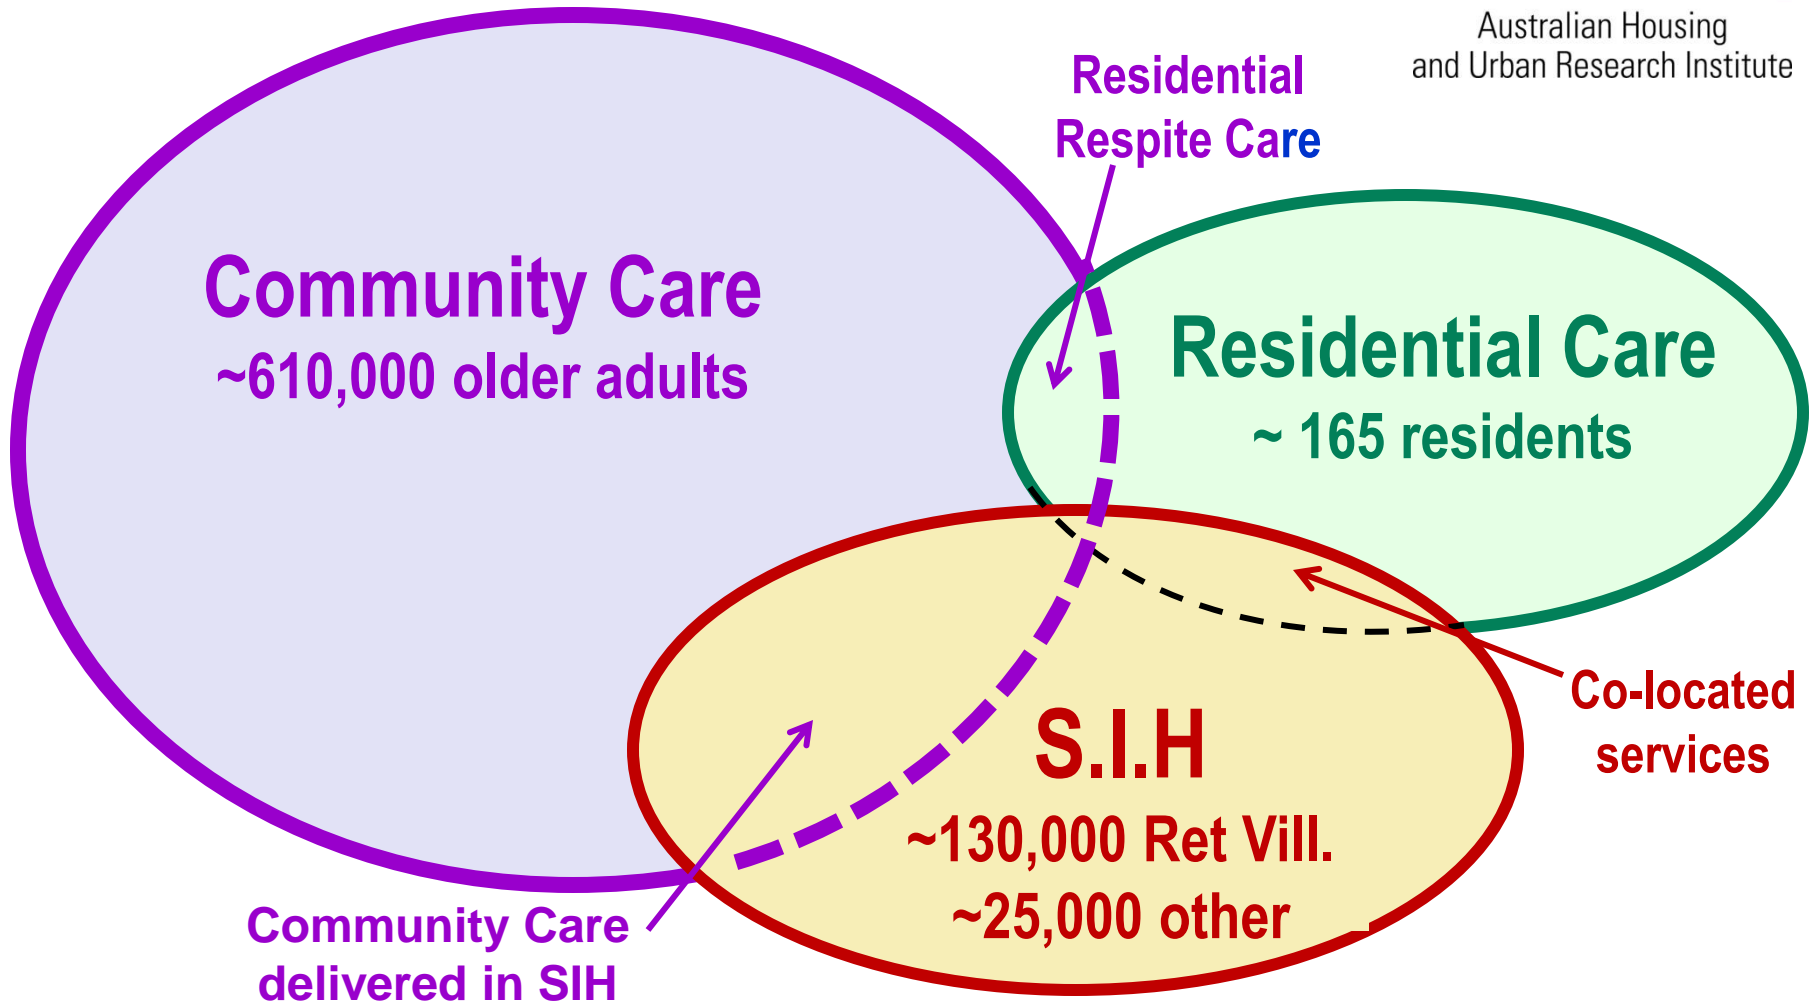 Australian Housing
and Urban Research Institute
Residential
Respite Care
Community Care
~610,000 older adults
Residential Care
~ 165 residents
Co-located
services
S.I.H
~130,000 Ret Vill.
~25,000 other
Community Care
delivered in SIH